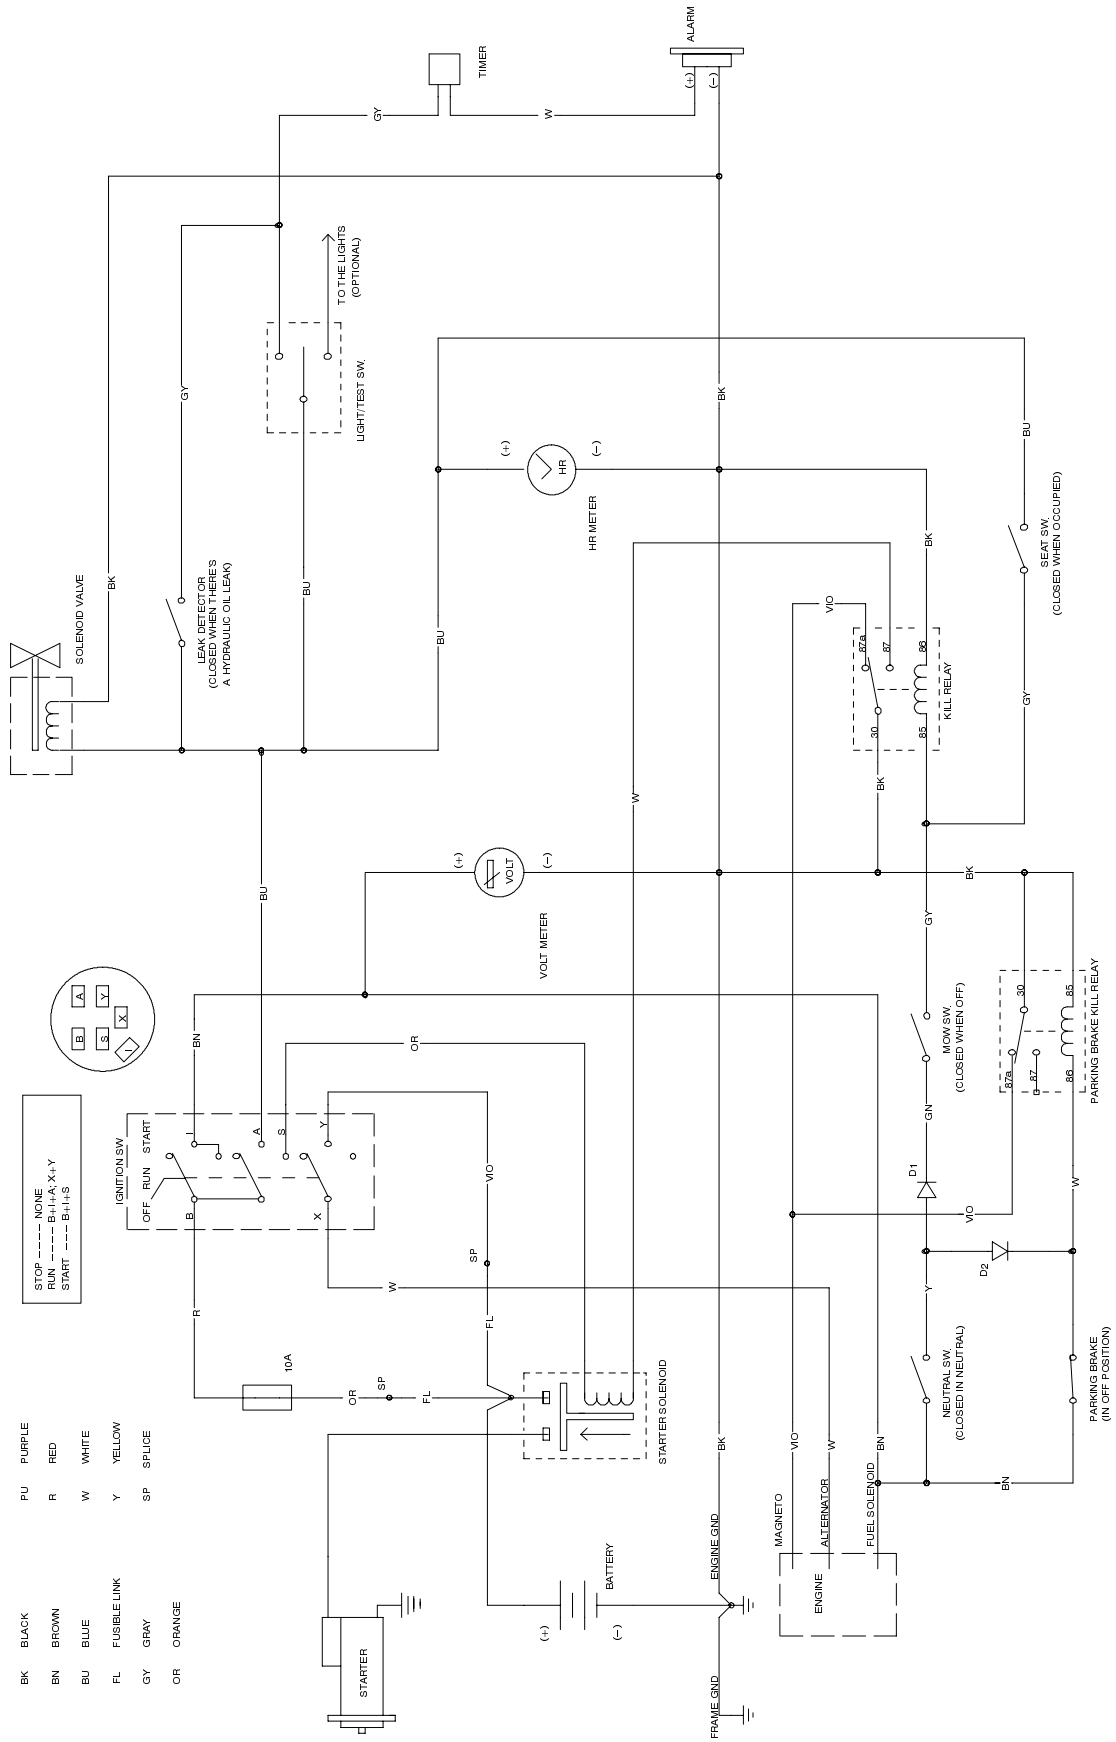 ALARM
(+)
(−)
TIMER
GY
W
TO THE LIGHTS
(OPTIONAL)
LIGHT/TEST SW.
GY
BK
SOLENOID VALVE
LEAK DETECTOR
(CLOSED WHEN THERE'S
A HYDRAULIC OIL LEAK)
BU
BU
BU
(+)
HR
(−)
HR METER
BK
BK
BU
SEAT SW.
(CLOSED WHEN OCCUPIED)
GY
VIO
87a
87
86
30
85
KILL RELAY
BK
W
(+)
VOLT
(−)
VOLT METER
BK
GY
MOW SW.
(CLOSED WHEN OFF)
GN
D1
30
85
87a
87
86
PARKING BRAKE KILL RELAY
VIO
W
D2
Y
NEUTRAL SW.
(CLOSED IN NEUTRAL)
PARKING BRAKE
(IN OFF POSITION)
BN
A
Y
B
S
X
I
STOP ---- NONE
RUN ---- B+I+A; X+Y
START --- B+I+S
IGNITION SW
OFF
RUN
START
I
A
S
Y
B
X
BN
OR
VIO
SP
FL
W
R
10A
OR
SP
FL
STARTER SOLENOID
BK
VIO
W
BN
MAGNETO
ALTERNATOR
FUEL SOLENOID
ENGINE
ENGINE GND
FRAME GND
BATTERY
(+)
(−)
STARTER
BK BLACK
BN BROWN
BU BLUE
FL FUSIBLE LINK
GY GRAY
OR ORANGE
PU PURPLE
R RED
W WHITE
Y YELLOW
SP SPLICE